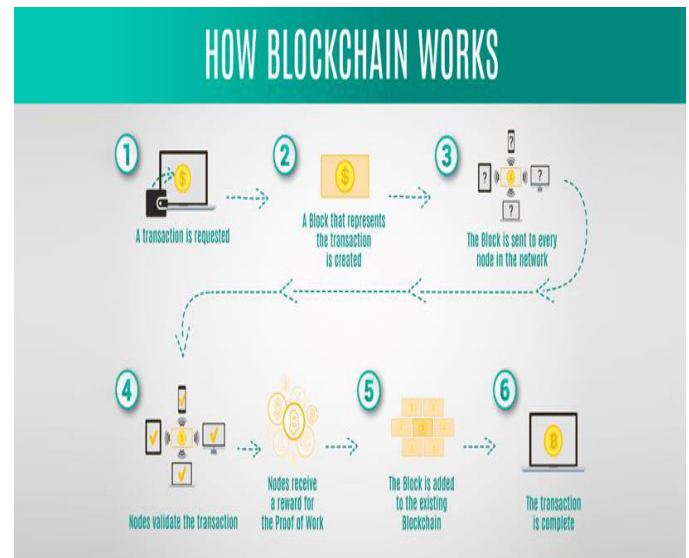 HOW BLOCKCHAIN WORKS
1
A transaction is requested
2
A Block that represents
the transaction
is created
3
The Block is sent to every
node in the network
4
Nodes validate the transaction
Nodes receive
a reward for
the Proof of Work
5
The Block is added
to the existing
Blockchain
6
The transaction
is complete